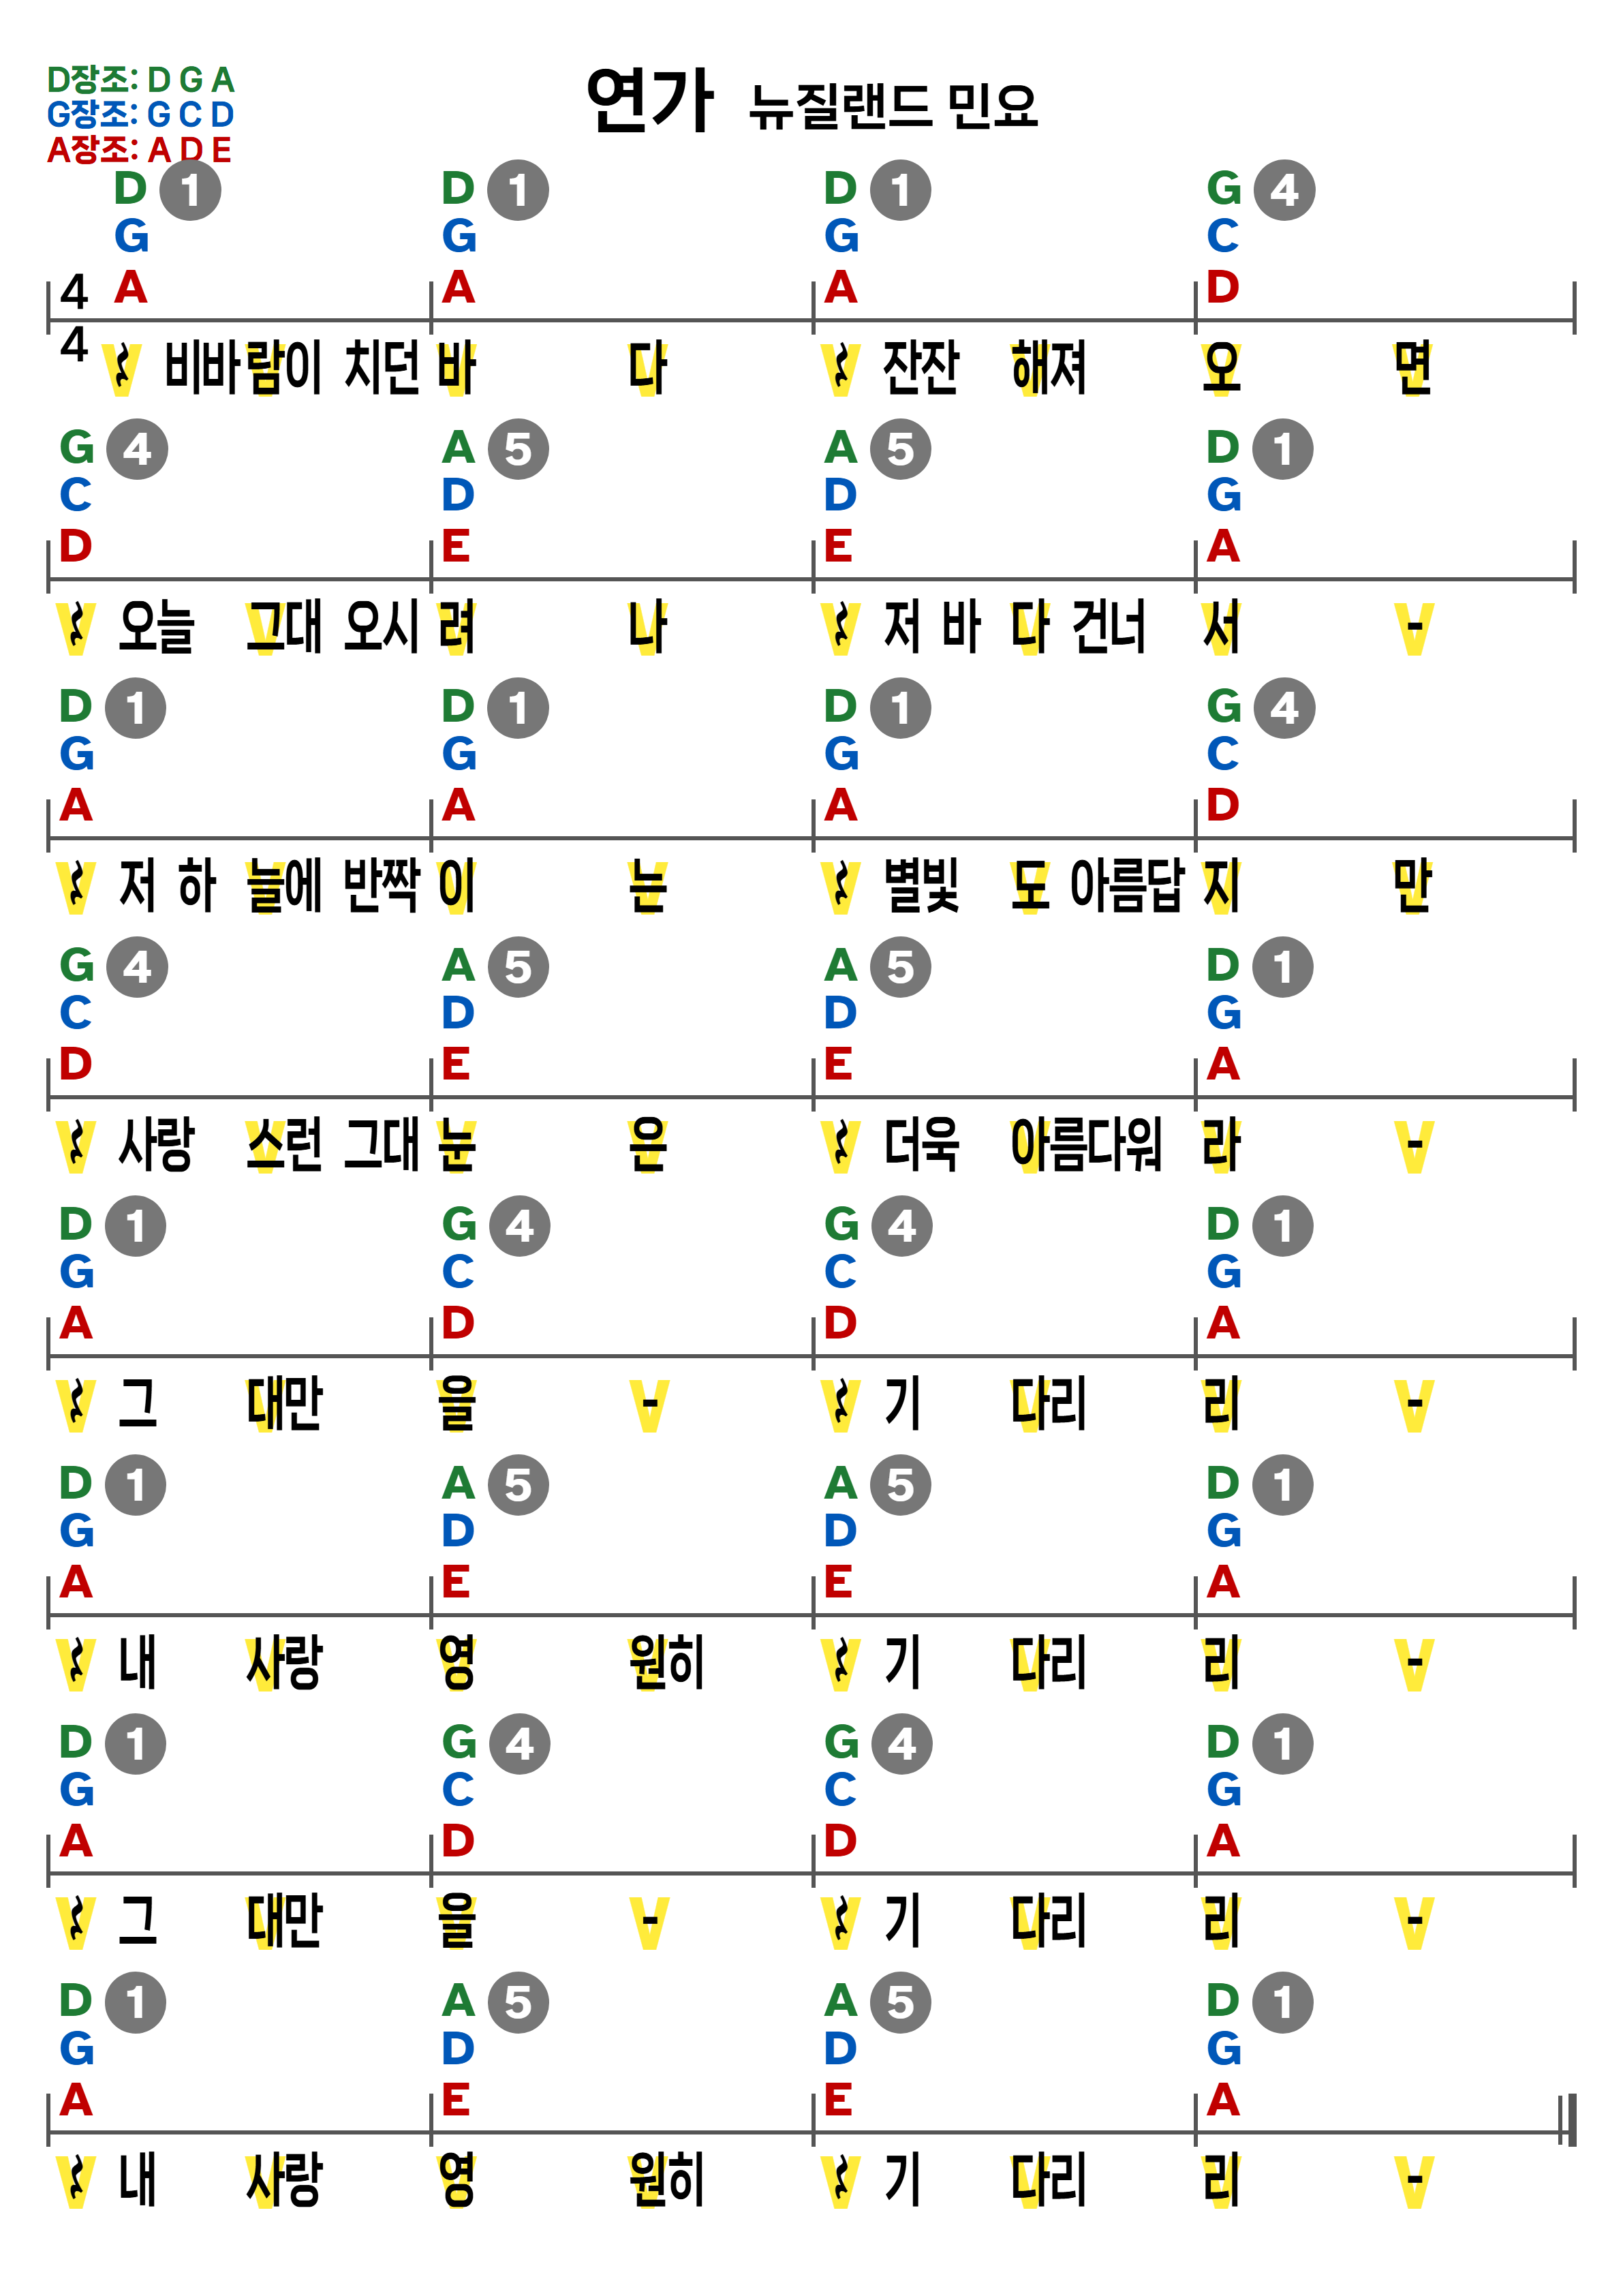 D장조: D G A
G장조: G C D
A장조: A D E
연가 뉴질랜드 민요
D 1 D 1 D 1 G 4
G G G C
A A A D
4
4
비바람이 치던 바 다 잔잔 해져 오 면
G 4 A 5 A 5 D 1
C D D G
D E E A
오늘 그대 오시 려 나 저 바 다 건너 서 -
D 1 D 1 D 1 G 4
G G G C
A A A D
저 하 늘에 반짝 이 는 별빛 도 아름답 지 만
G 4 A 5 A 5 D 1
C D D G
D E E A
사랑 스런 그대 눈 은 더욱 아름다워 라 -
D 1 G 4 G 4 D 1
G C C G
A D D A
그 대만 을 - 기 다리 리 -
D 1 A 5 A 5 D 1
G D D G
A E E A
내 사랑 영 원히 기 다리 리 -
D 1 G 4 G 4 D 1
G C C G
A D D A
그 대만 을 - 기 다리 리 -
D 1 A 5 A 5 D 1
G D D G
A E E A
내 사랑 영 원히 기 다리 리 -